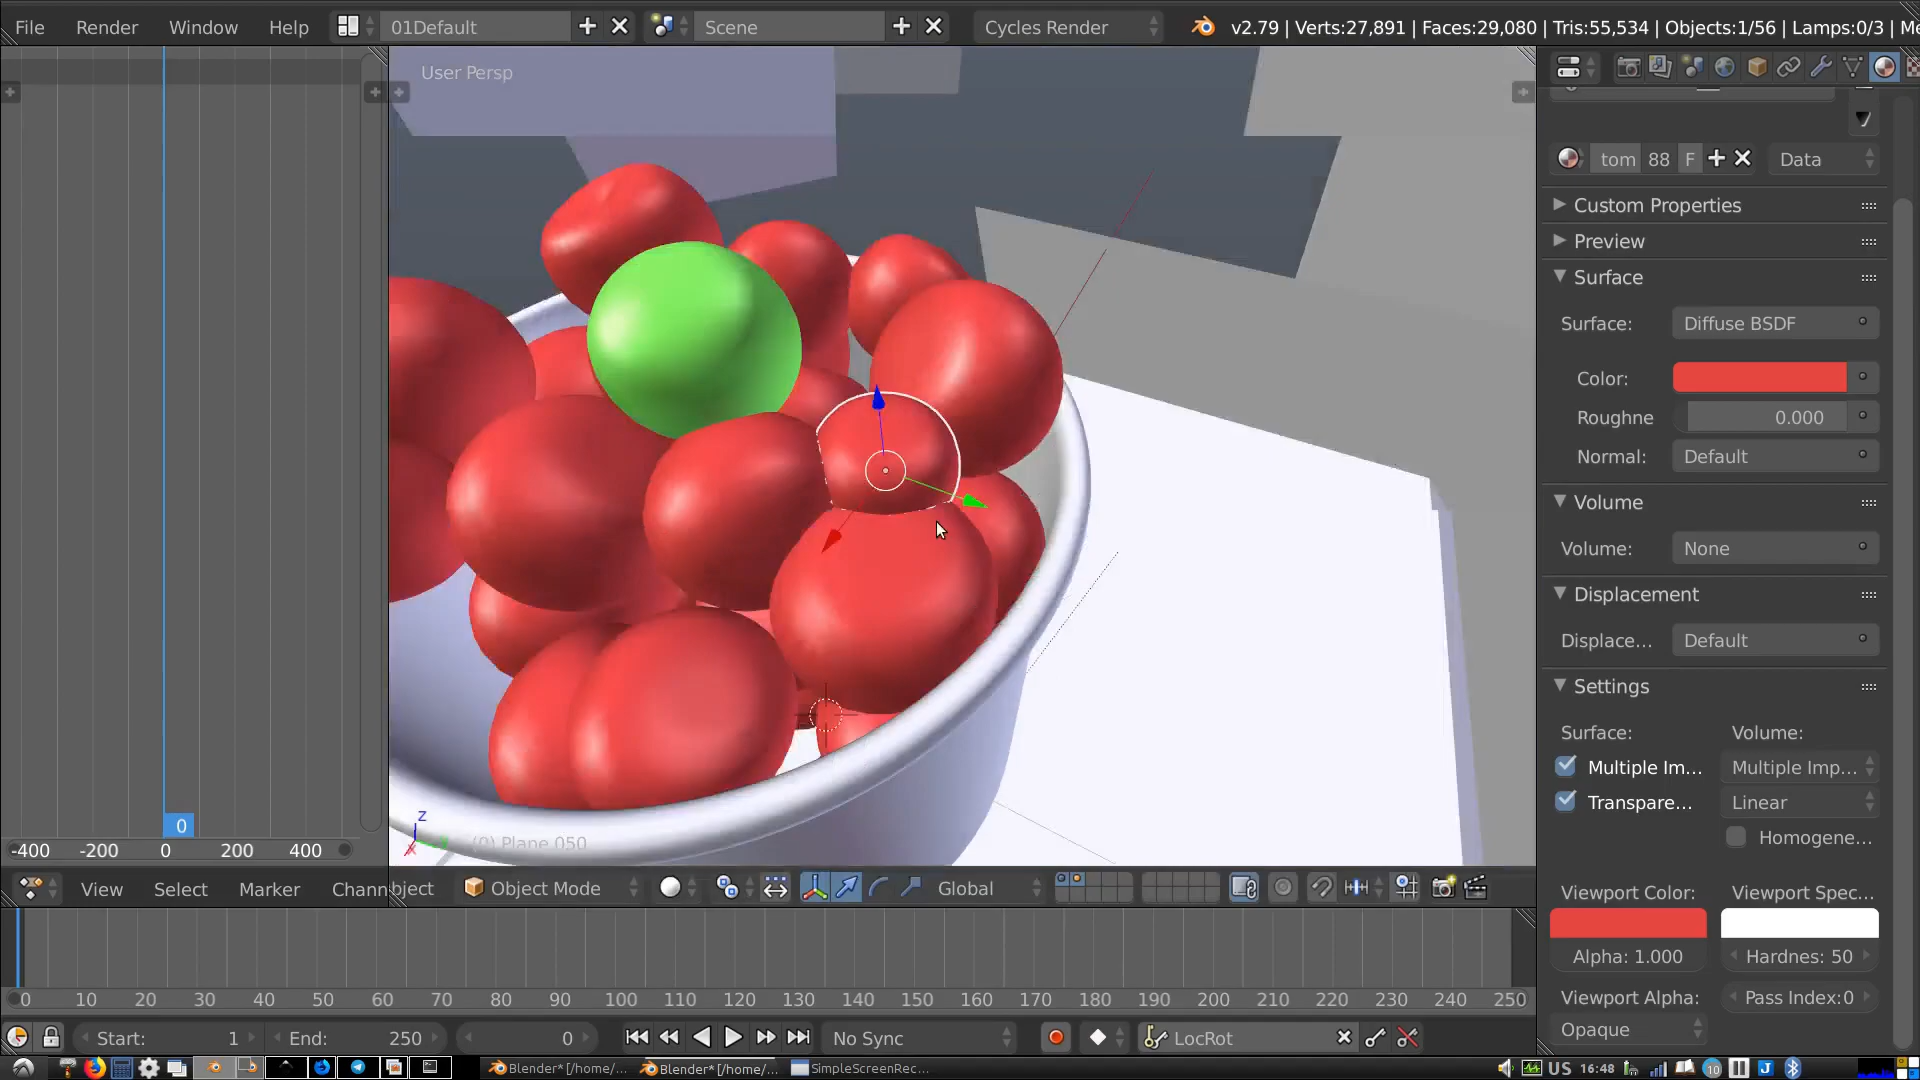 File Render Window Help 01Default Scene Cycles Render v2.79 | Verts:27,891 | Faces:29,080 | Tris:55,534 | Objects:1/56 | Lamps:0/3 | Me
User Persp
tom 88 F Data
Custom Properties
Preview
Surface
Surface: Diffuse BSDF
Color:
Roughne 0.000
Normal: Default
Volume
Volume: None
Displacement
Displace... Default
Settings
Surface: Volume:
Multiple Im... Multiple Imp...
Transpare... Linear
Homogene...
Viewport Color: Viewport Spec...
Alpha: 1.000 Hardnes: 50
Viewport Alpha: Pass Index:0
Opaque
z
(0) Plane.050
0
-400 -200 0 200 400
View Select Marker Chann bject Object Mode Global
0 10 20 30 40 50 60 70 80 90 100 110 120 130 140 150 160 170 180 190 200 210 220 230 240 250
Start: 1 End: 250 0 No Sync LocRot
Blender* [/home/... Blender* [/home/... SimpleScreenRec... US 16:48 10